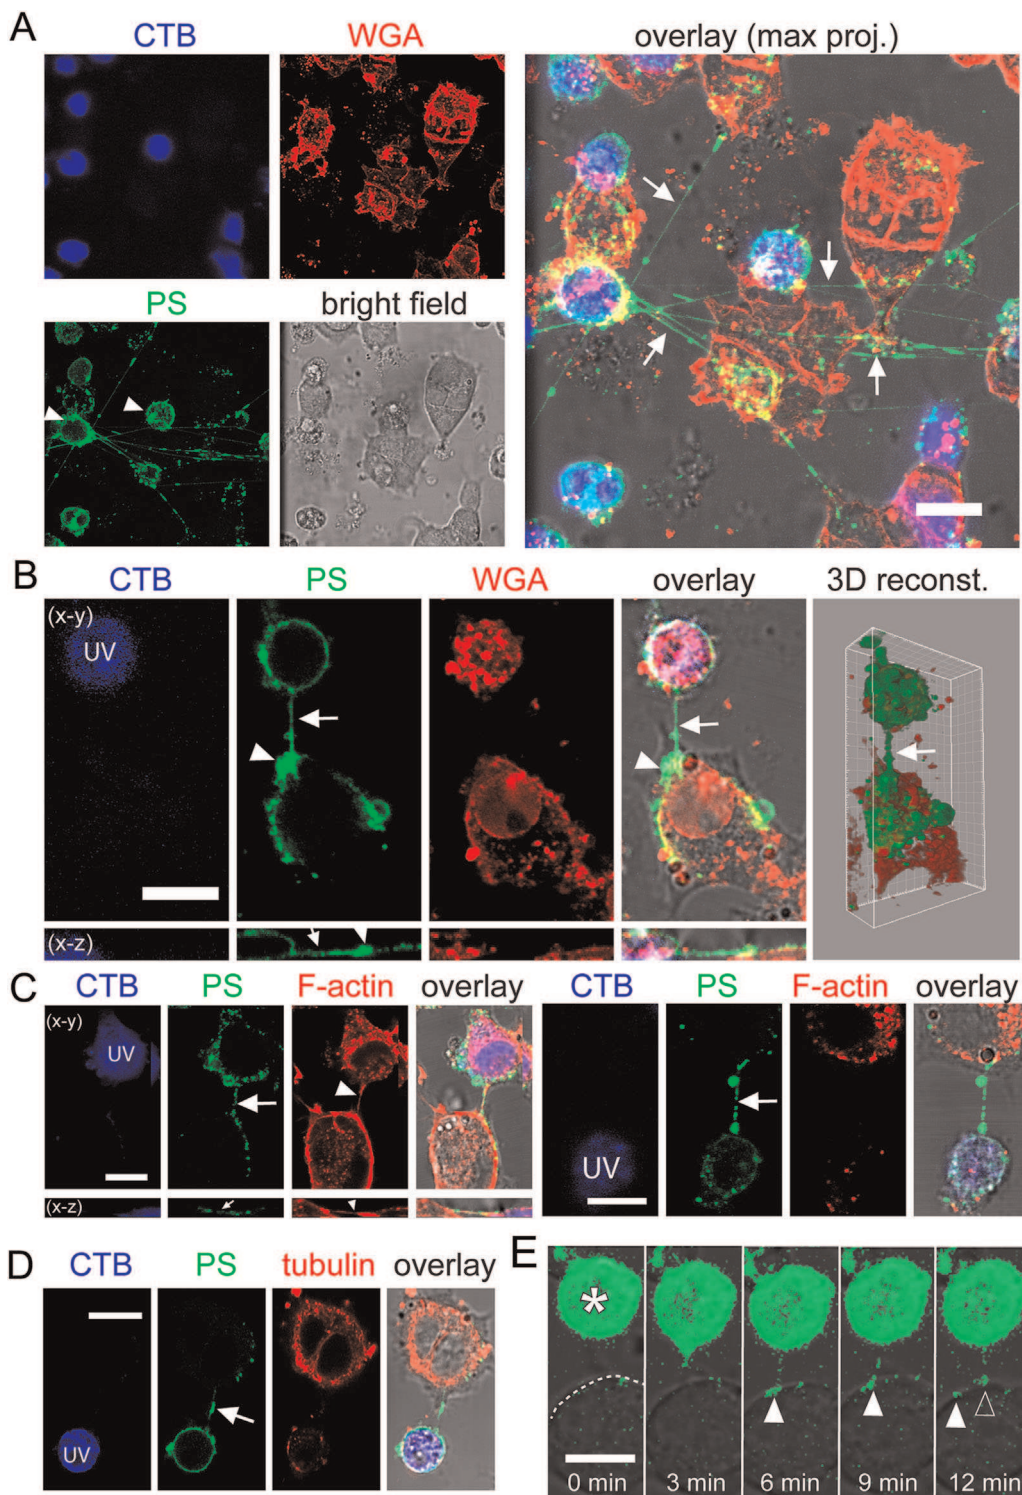 A
CTB WGA overlay (max proj.)
PS bright field
B
CTB PS WGA overlay 3D reconst.
(x-y)
UV
(x-z)
C
CTB PS F-actin overlay CTB PS F-actin overlay
(x-y)
UV
UV
(x-z)
D
CTB PS tubulin overlay
UV
E
*
0 min 3 min 6 min 9 min 12 min